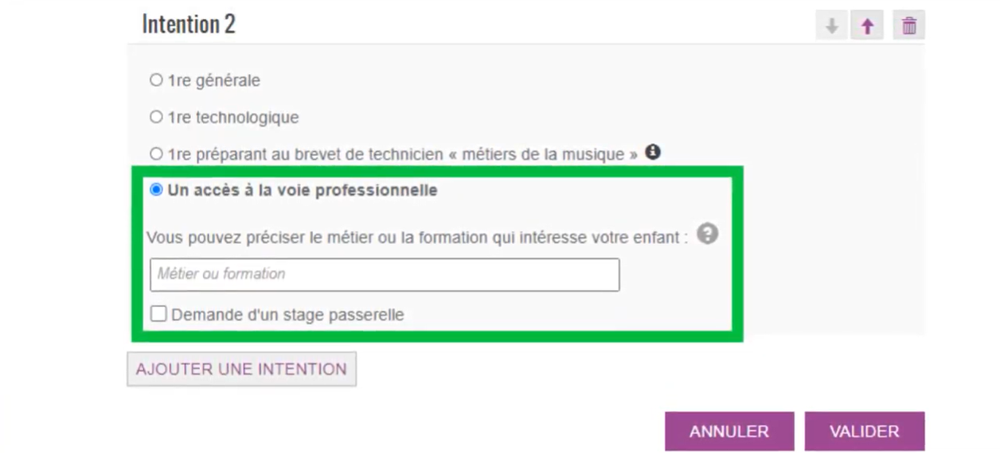 Intention 2
1re générale
1re technologique
1re préparant au brevet de technicien « métiers de la musique »
Un accès à la voie professionnelle
Vous pouvez préciser le métier ou la formation qui intéresse votre enfant :
Métier ou formation
Demande d'un stage passerelle
AJOUTER UNE INTENTION
ANNULER VALIDER